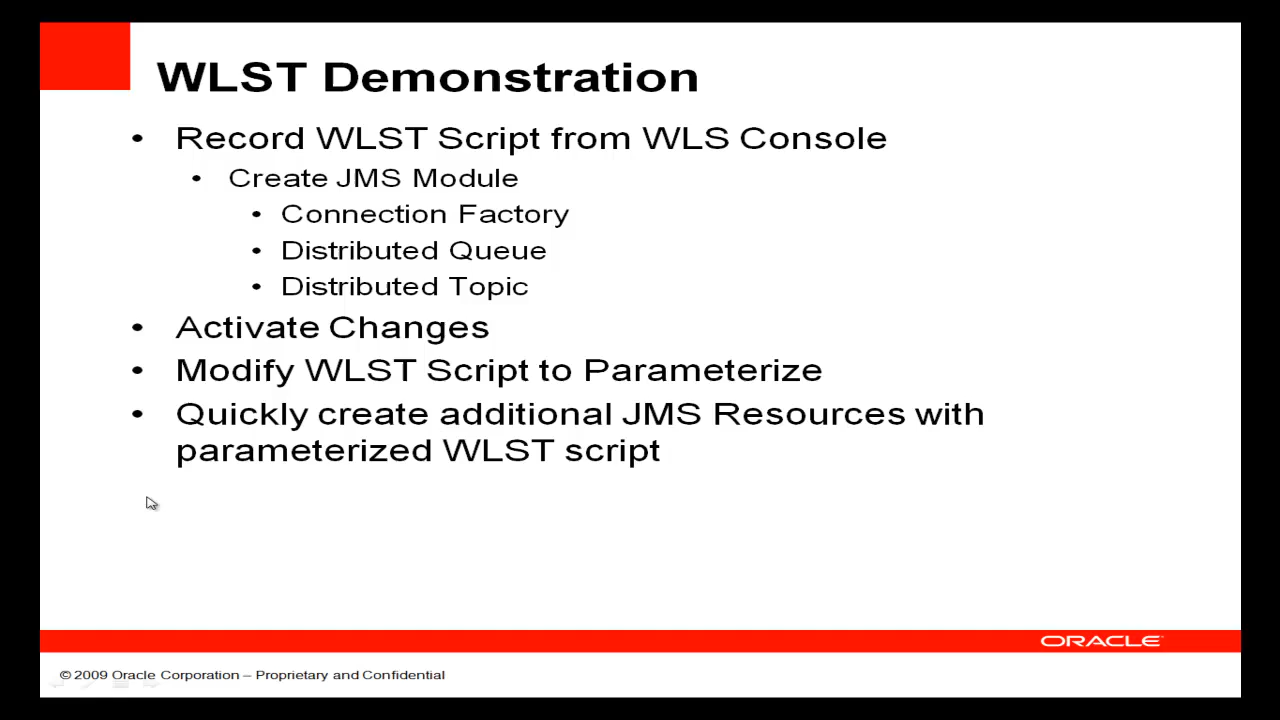 WLST Demonstration
• Record WLST Script from WLS Console
• Create JMS Module
• Connection Factory
• Distributed Queue
• Distributed Topic
• Activate Changes
• Modify WLST Script to Parameterize
• Quickly create additional JMS Resources with
parameterized WLST script
ORACLE
© 2009 Oracle Corporation – Proprietary and Confidential